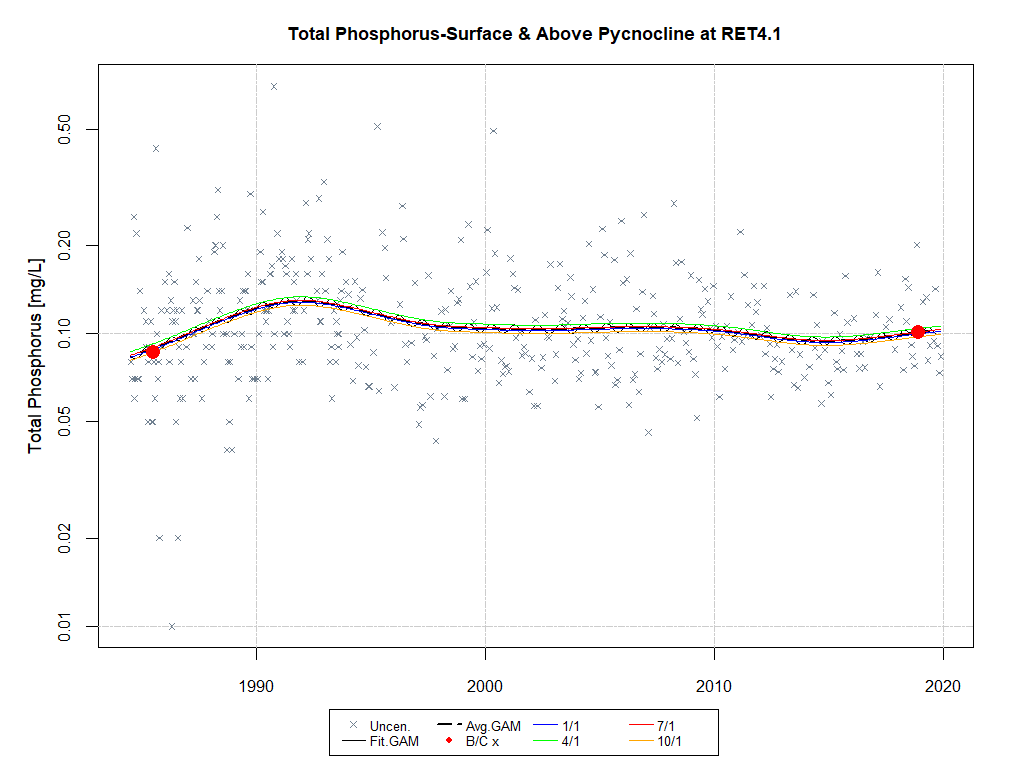 Total Phosphorus-Surface & Above Pycnocline at RET4.1
Total Phosphorus [mg/L]
0.50
0.20
0.10
0.05
0.02
0.01
1990 2000 2010 2020
Uncen. Avg.GAM 1/1 7/1
Fit.GAM B/C x 4/1 10/1